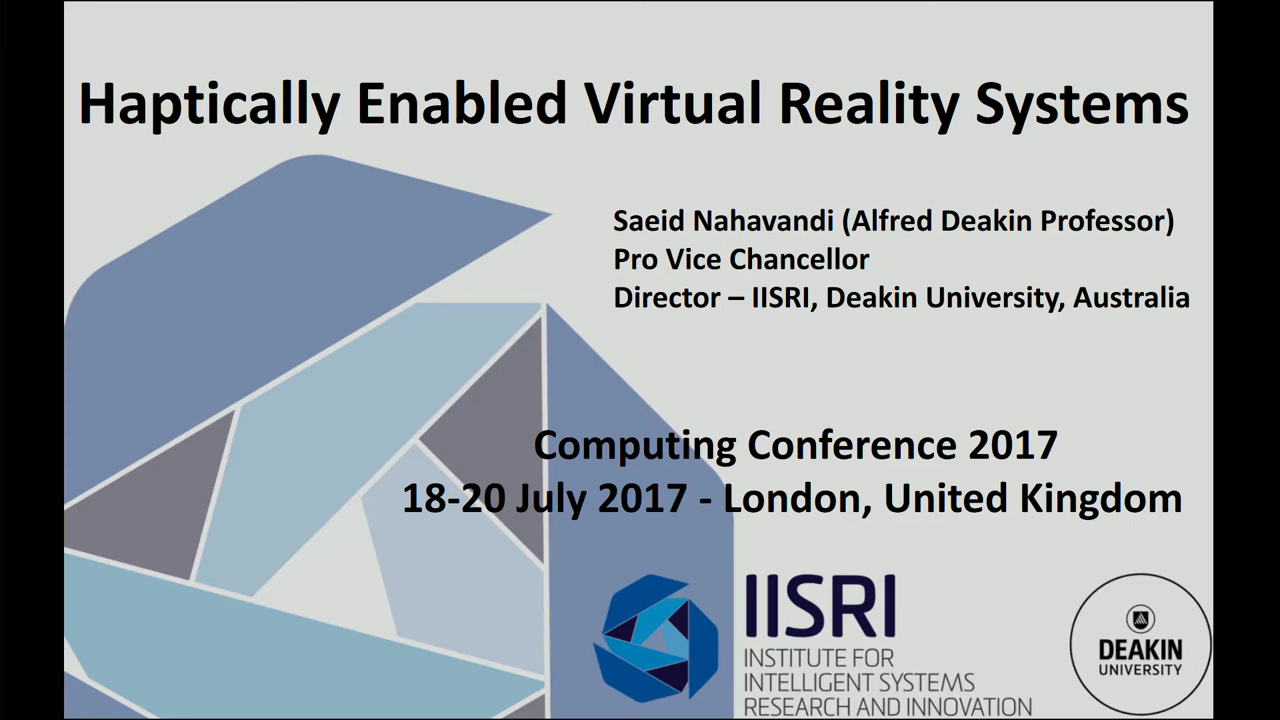 Haptically Enabled Virtual Reality Systems
Saeid Nahavandi (Alfred Deakin Professor)
Pro Vice Chancellor
Director – IISRI, Deakin University, Australia
Computing Conference 2017
18-20 July 2017 - London, United Kingdom
IISRI
INSTITUTE FOR
INTELLIGENT SYSTEMS
RESEARCH AND INNOVATION
DEAKIN
UNIVERSITY